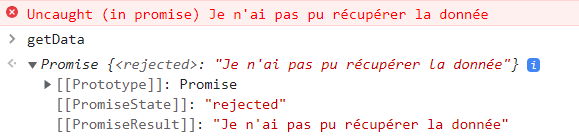 Uncaught (in promise) Je n'ai pas pu récupérer la donnée
> getData
Promise {<rejected>: "Je n'ai pas pu récupérer la donnée"} i
[[Prototype]]: Promise
[[PromiseState]]: "rejected"
[[PromiseResult]]: "Je n'ai pas pu récupérer la donnée"